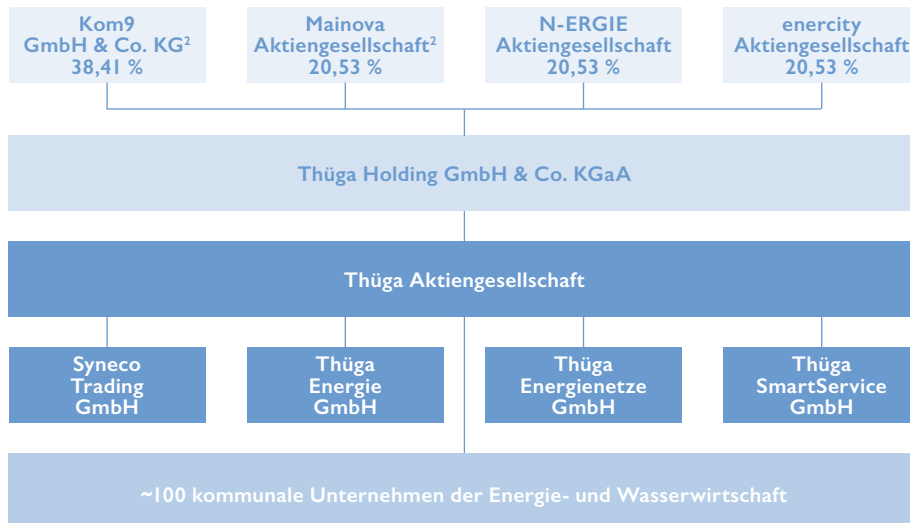 Kom9
GmbH & Co. KG²
38,41 %
Mainova
Aktiengesellschaft²
20,53 %
N-ERGIE
Aktiengesellschaft
20,53 %
enercity
Aktiengesellschaft
20,53 %
Thüga Holding GmbH & Co. KGaA
Thüga Aktiengesellschaft
Syneco
Trading
GmbH
Thüga
Energie
GmbH
Thüga
Energienetze
GmbH
Thüga
SmartService
GmbH
~100 kommunale Unternehmen der Energie- und Wasserwirtschaft